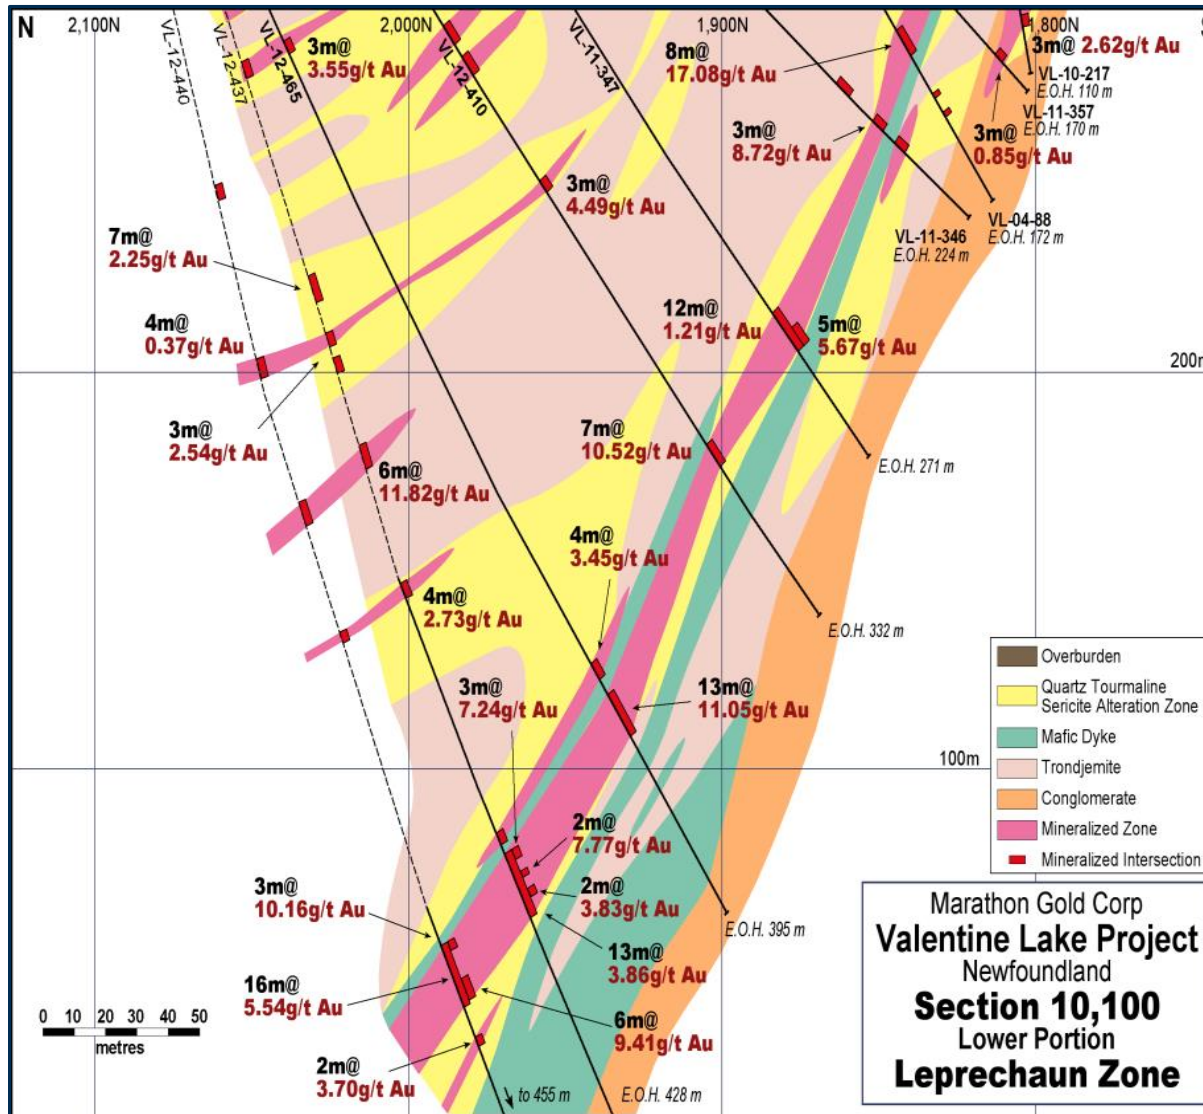 N
2,100N
2,000N
1,900N
1,800N
S
VL-12-440
VL-12-437
VL-12-465
VL-12-410
VL-11-347
3m@
3.55g/t Au
8m@
17.08g/t Au
3m@ 2.62g/t Au
VL-10-217
E.O.H. 110 m
VL-11-357
E.O.H. 170 m
3m@
8.72g/t Au
3m@
0.85g/t Au
3m@
4.49g/t Au
VL-04-88
E.O.H. 172 m
VL-11-346
E.O.H. 224 m
7m@
2.25g/t Au
4m@
0.37g/t Au
12m@
1.21g/t Au
5m@
5.67g/t Au
200m
3m@
2.54g/t Au
7m@
10.52g/t Au
E.O.H. 271 m
6m@
11.82g/t Au
4m@
3.45g/t Au
4m@
2.73g/t Au
E.O.H. 332 m
3m@
7.24g/t Au
13m@
11.05g/t Au
100m
2m@
7.77g/t Au
3m@
10.16g/t Au
2m@
3.83g/t Au
E.O.H. 395 m
13m@
3.86g/t Au
16m@
5.54g/t Au
6m@
9.41g/t Au
2m@
3.70g/t Au
to 455 m
E.O.H. 428 m
0 10 20 30 40 50
metres
Overburden
Quartz Tourmaline
Sericite Alteration Zone
Mafic Dyke
Trondjemite
Conglomerate
Mineralized Zone
Mineralized Intersection
Marathon Gold Corp
Valentine Lake Project
Newfoundland
Section 10,100
Lower Portion
Leprechaun Zone